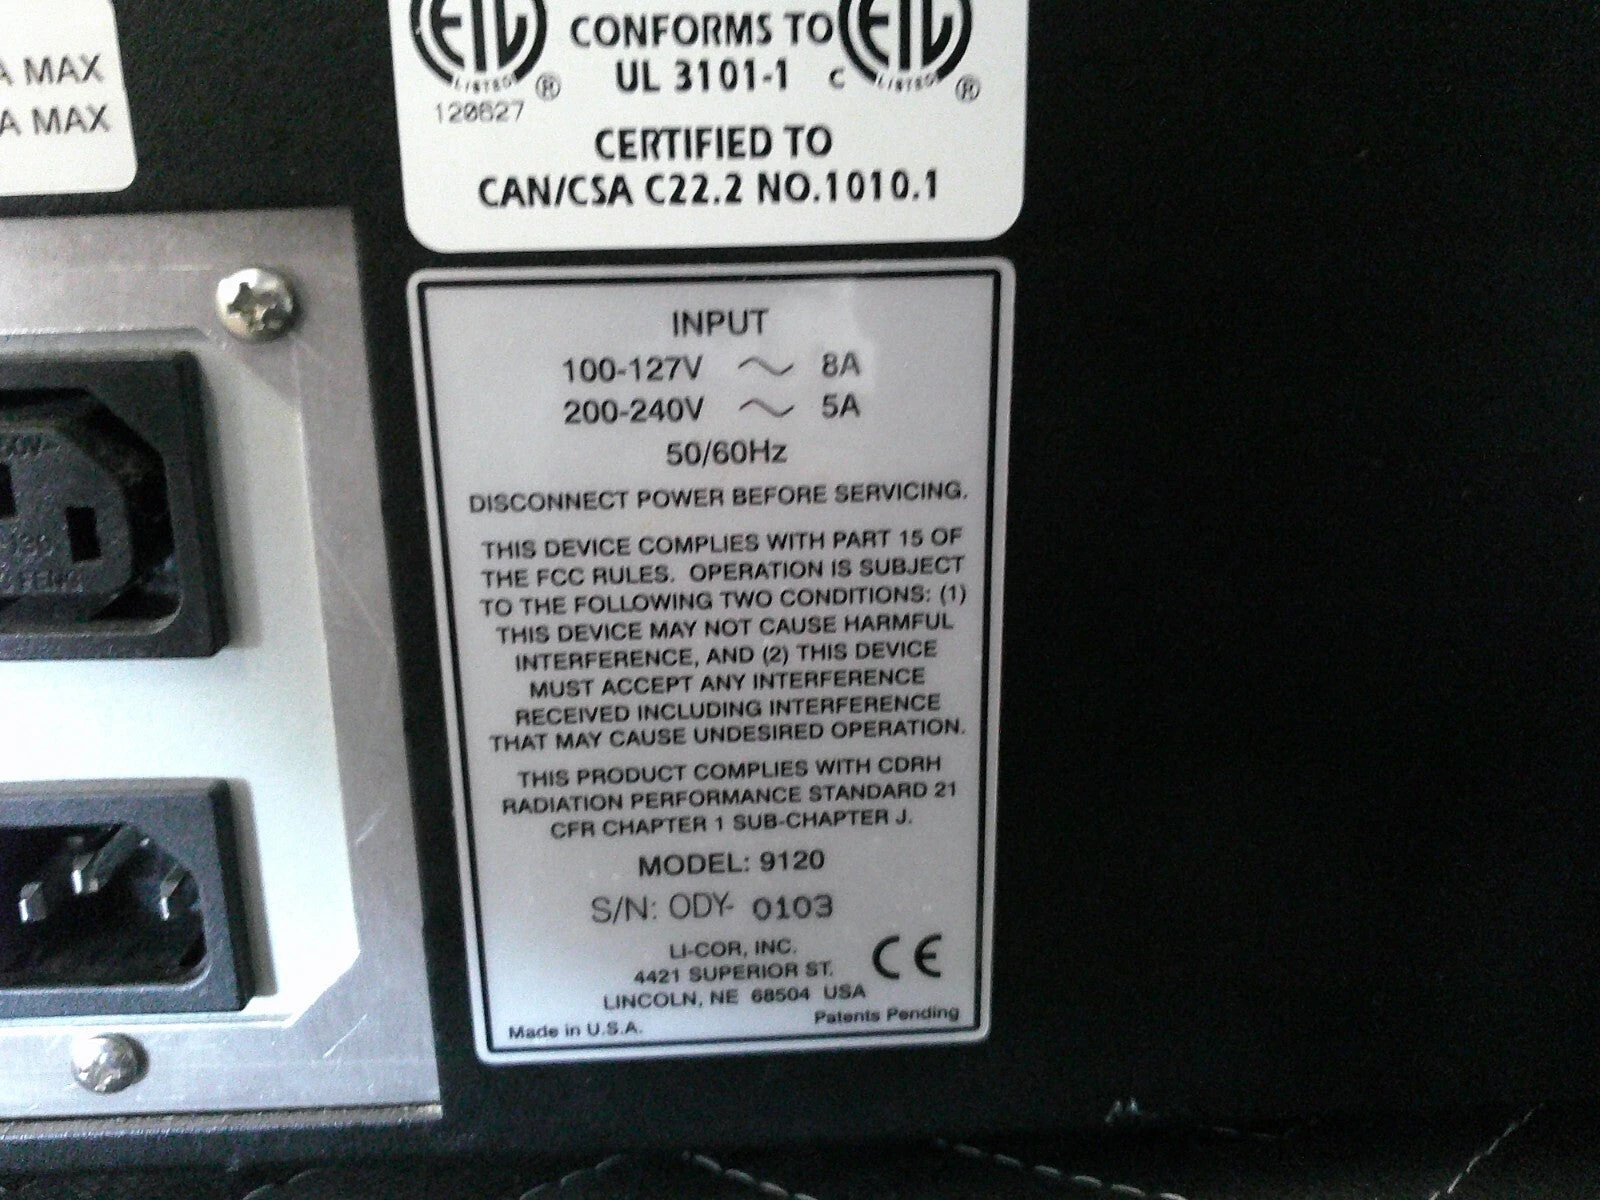 A MAX
A MAX
ETL
CONFORMS TO
ETL
LISTED
®
UL 3101-1
C
LISTED
®
120827
CERTIFIED TO
CAN/CSA C22.2 NO.1010.1
INPUT
100-127V ~ 8A
200-240V ~ 5A
50/60Hz
DISCONNECT POWER BEFORE SERVICING.
THIS DEVICE COMPLIES WITH PART 15 OF
THE FCC RULES. OPERATION IS SUBJECT
TO THE FOLLOWING TWO CONDITIONS: (1)
THIS DEVICE MAY NOT CAUSE HARMFUL
INTERFERENCE, AND (2) THIS DEVICE
MUST ACCEPT ANY INTERFERENCE
RECEIVED INCLUDING INTERFERENCE
THAT MAY CAUSE UNDESIRED OPERATION.
THIS PRODUCT COMPLIES WITH CDRH
RADIATION PERFORMANCE STANDARD 21
CFR CHAPTER 1 SUB-CHAPTER J.
MODEL: 9120
S/N: ODY- 0103
LI-COR, INC.
4421 SUPERIOR ST.
LINCOLN, NE 68504 USA
CE
Made in U.S.A.
Patents Pending
FENG